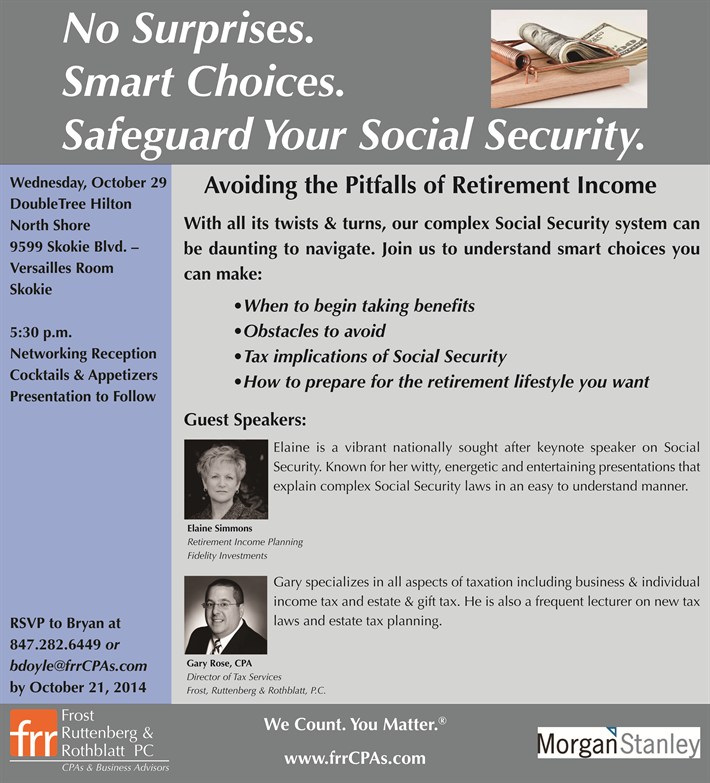 No Surprises.
Smart Choices.
Safeguard Your Social Security.
Wednesday, October 29
DoubleTree Hilton
North Shore
9599 Skokie Blvd. –
Versailles Room
Skokie
5:30 p.m.
Networking Reception
Cocktails & Appetizers
Presentation to Follow
RSVP to Bryan at
847.282.6449 or
bdoyle@frrCPAs.com
by October 21, 2014
Avoiding the Pitfalls of Retirement Income
With all its twists & turns, our complex Social Security system can
be daunting to navigate. Join us to understand smart choices you
can make:
•When to begin taking benefits
•Obstacles to avoid
•Tax implications of Social Security
•How to prepare for the retirement lifestyle you want
Guest Speakers:
Elaine is a vibrant nationally sought after keynote speaker on Social
Security. Known for her witty, energetic and entertaining presentations that
explain complex Social Security laws in an easy to understand manner.
Elaine Simmons
Retirement Income Planning
Fidelity Investments
Gary specializes in all aspects of taxation including business & individual
income tax and estate & gift tax. He is also a frequent lecturer on new tax
laws and estate tax planning.
Gary Rose, CPA
Director of Tax Services
Frost, Ruttenberg & Rothblatt, P.C.
frr
Frost
Ruttenberg &
Rothblatt PC
CPAs & Business Advisors
We Count. You Matter.®
www.frrCPAs.com
Morgan Stanley